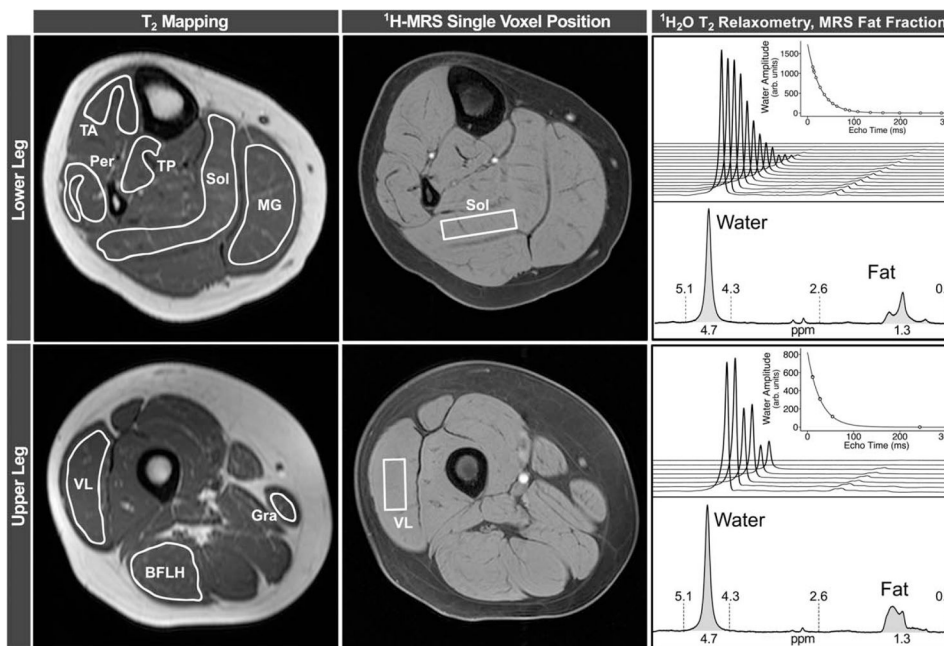 T₂ Mapping
¹H-MRS Single Voxel Position
¹H₂O T₂ Relaxometry, MRS Fat Fraction
Lower Leg
TA
Per
TP
Sol
MG
Sol
Water Amplitude
(arb. units)
1500
1000
500
0
0
100
200
Echo Time (ms)
Water
Fat
5.1
4.3
2.6
4.7
ppm
1.3
Upper Leg
VL
Gra
BFLH
VL
Water Amplitude
(arb. units)
800
600
400
200
0
0
100
200
Echo Time (ms)
Water
Fat
5.1
4.3
2.6
4.7
ppm
1.3